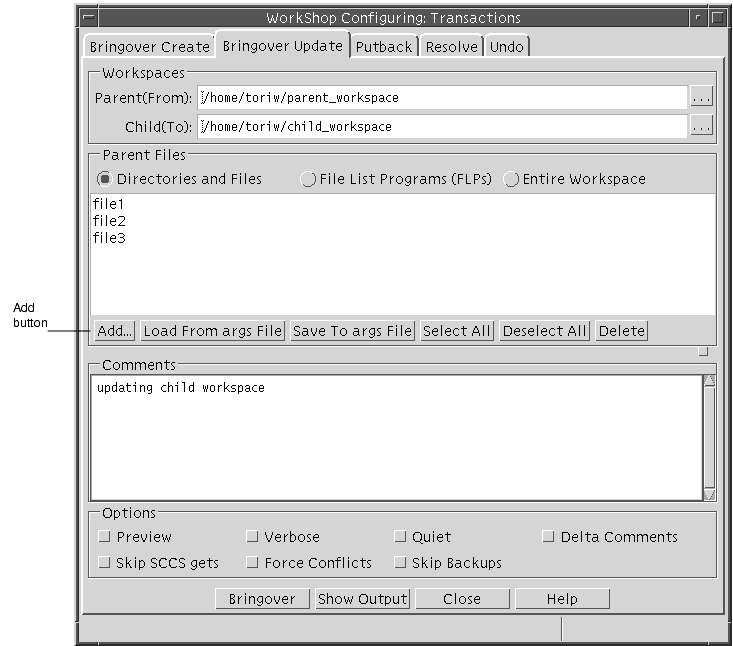 WorkShop Configuring: Transactions
Bringover Create Bringover Update Putback Resolve Undo
Workspaces
Parent(From): /home/toriw/parent_workspace ...
Child(To): /home/toriw/child_workspace ...
Parent Files
Directories and Files File List Programs (FLPs) Entire Workspace
file1
file2
file3
Add
button
Add... Load From args File Save To args File Select All Deselect All Delete
Comments
updating child workspace
Options
Preview Verbose Quiet Delta Comments
Skip SCCS gets Force Conflicts Skip Backups
Bringover Show Output Close Help